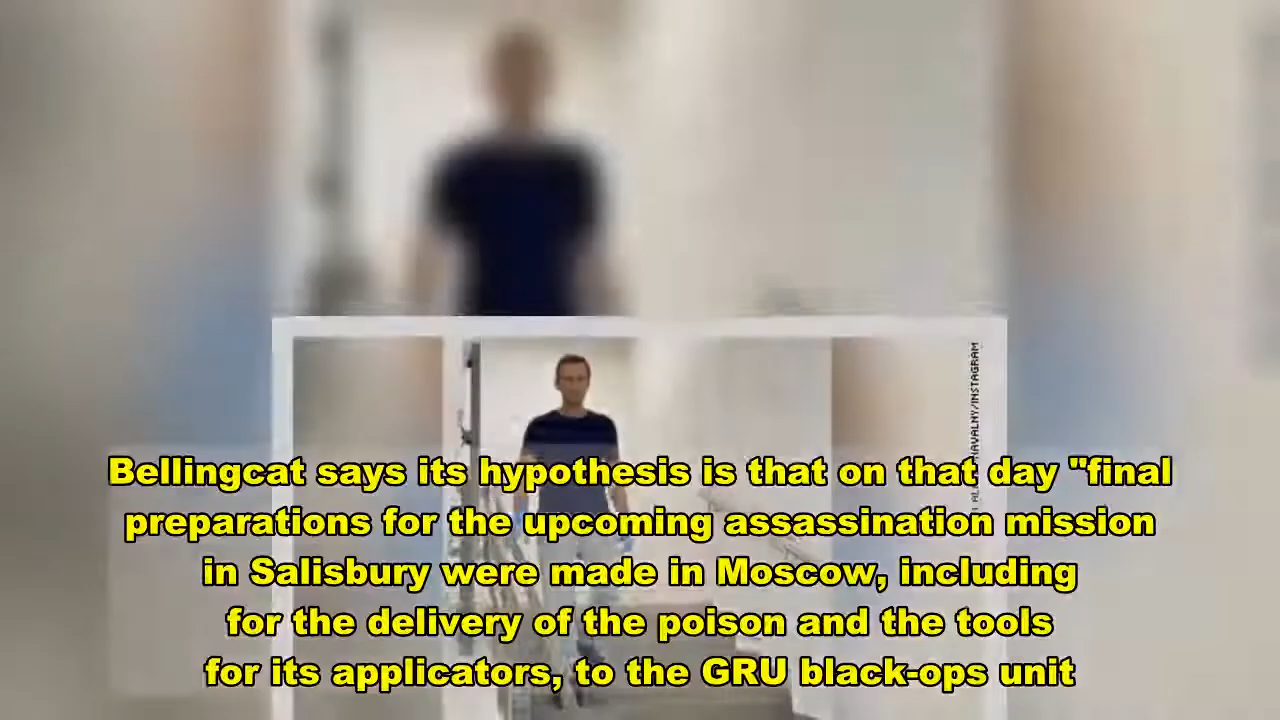 NAVALNY/INSTAGRAM
Bellingcat says its hypothesis is that on that day "final
preparations for the upcoming assassination mission
in Salisbury were made in Moscow, including
for the delivery of the poison and the tools
for its applicators, to the GRU black-ops unit